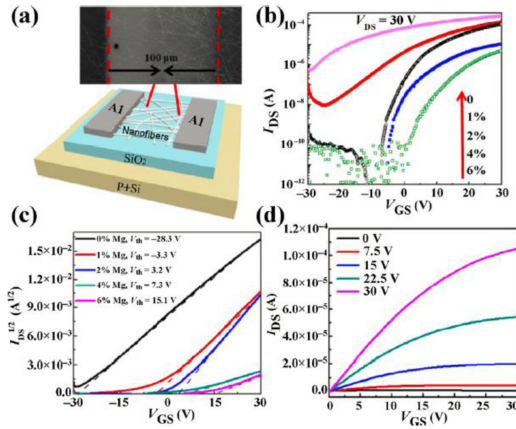 (a)
100 μm
Al
Al
Nanofibers
SiO2
P+Si
(b)
10-4
10-6
10-8
10-10
10-12
IDS (A)
VDS = 30 V
0
1%
2%
4%
6%
-30 -20 -10 0 10 20 30
VGS (V)
(c)
1.5×10-2
1.2×10-2
9.0×10-3
6.0×10-3
3.0×10-3
0.0
IDS1/2 (A1/2)
0% Mg, Vth = -28.3 V
1% Mg, Vth = -3.3 V
2% Mg, Vth = 3.2 V
4% Mg, Vth = 7.3 V
6% Mg, Vth = 15.1 V
-30 -15 0 15 30
VGS (V)
(d)
1.2×10-4
1.0×10-4
8.0×10-5
6.0×10-5
4.0×10-5
2.0×10-5
0.0
IDS (A)
0 V
7.5 V
15 V
22.5 V
30 V
0 5 10 15 20 25 30
VGS (V)